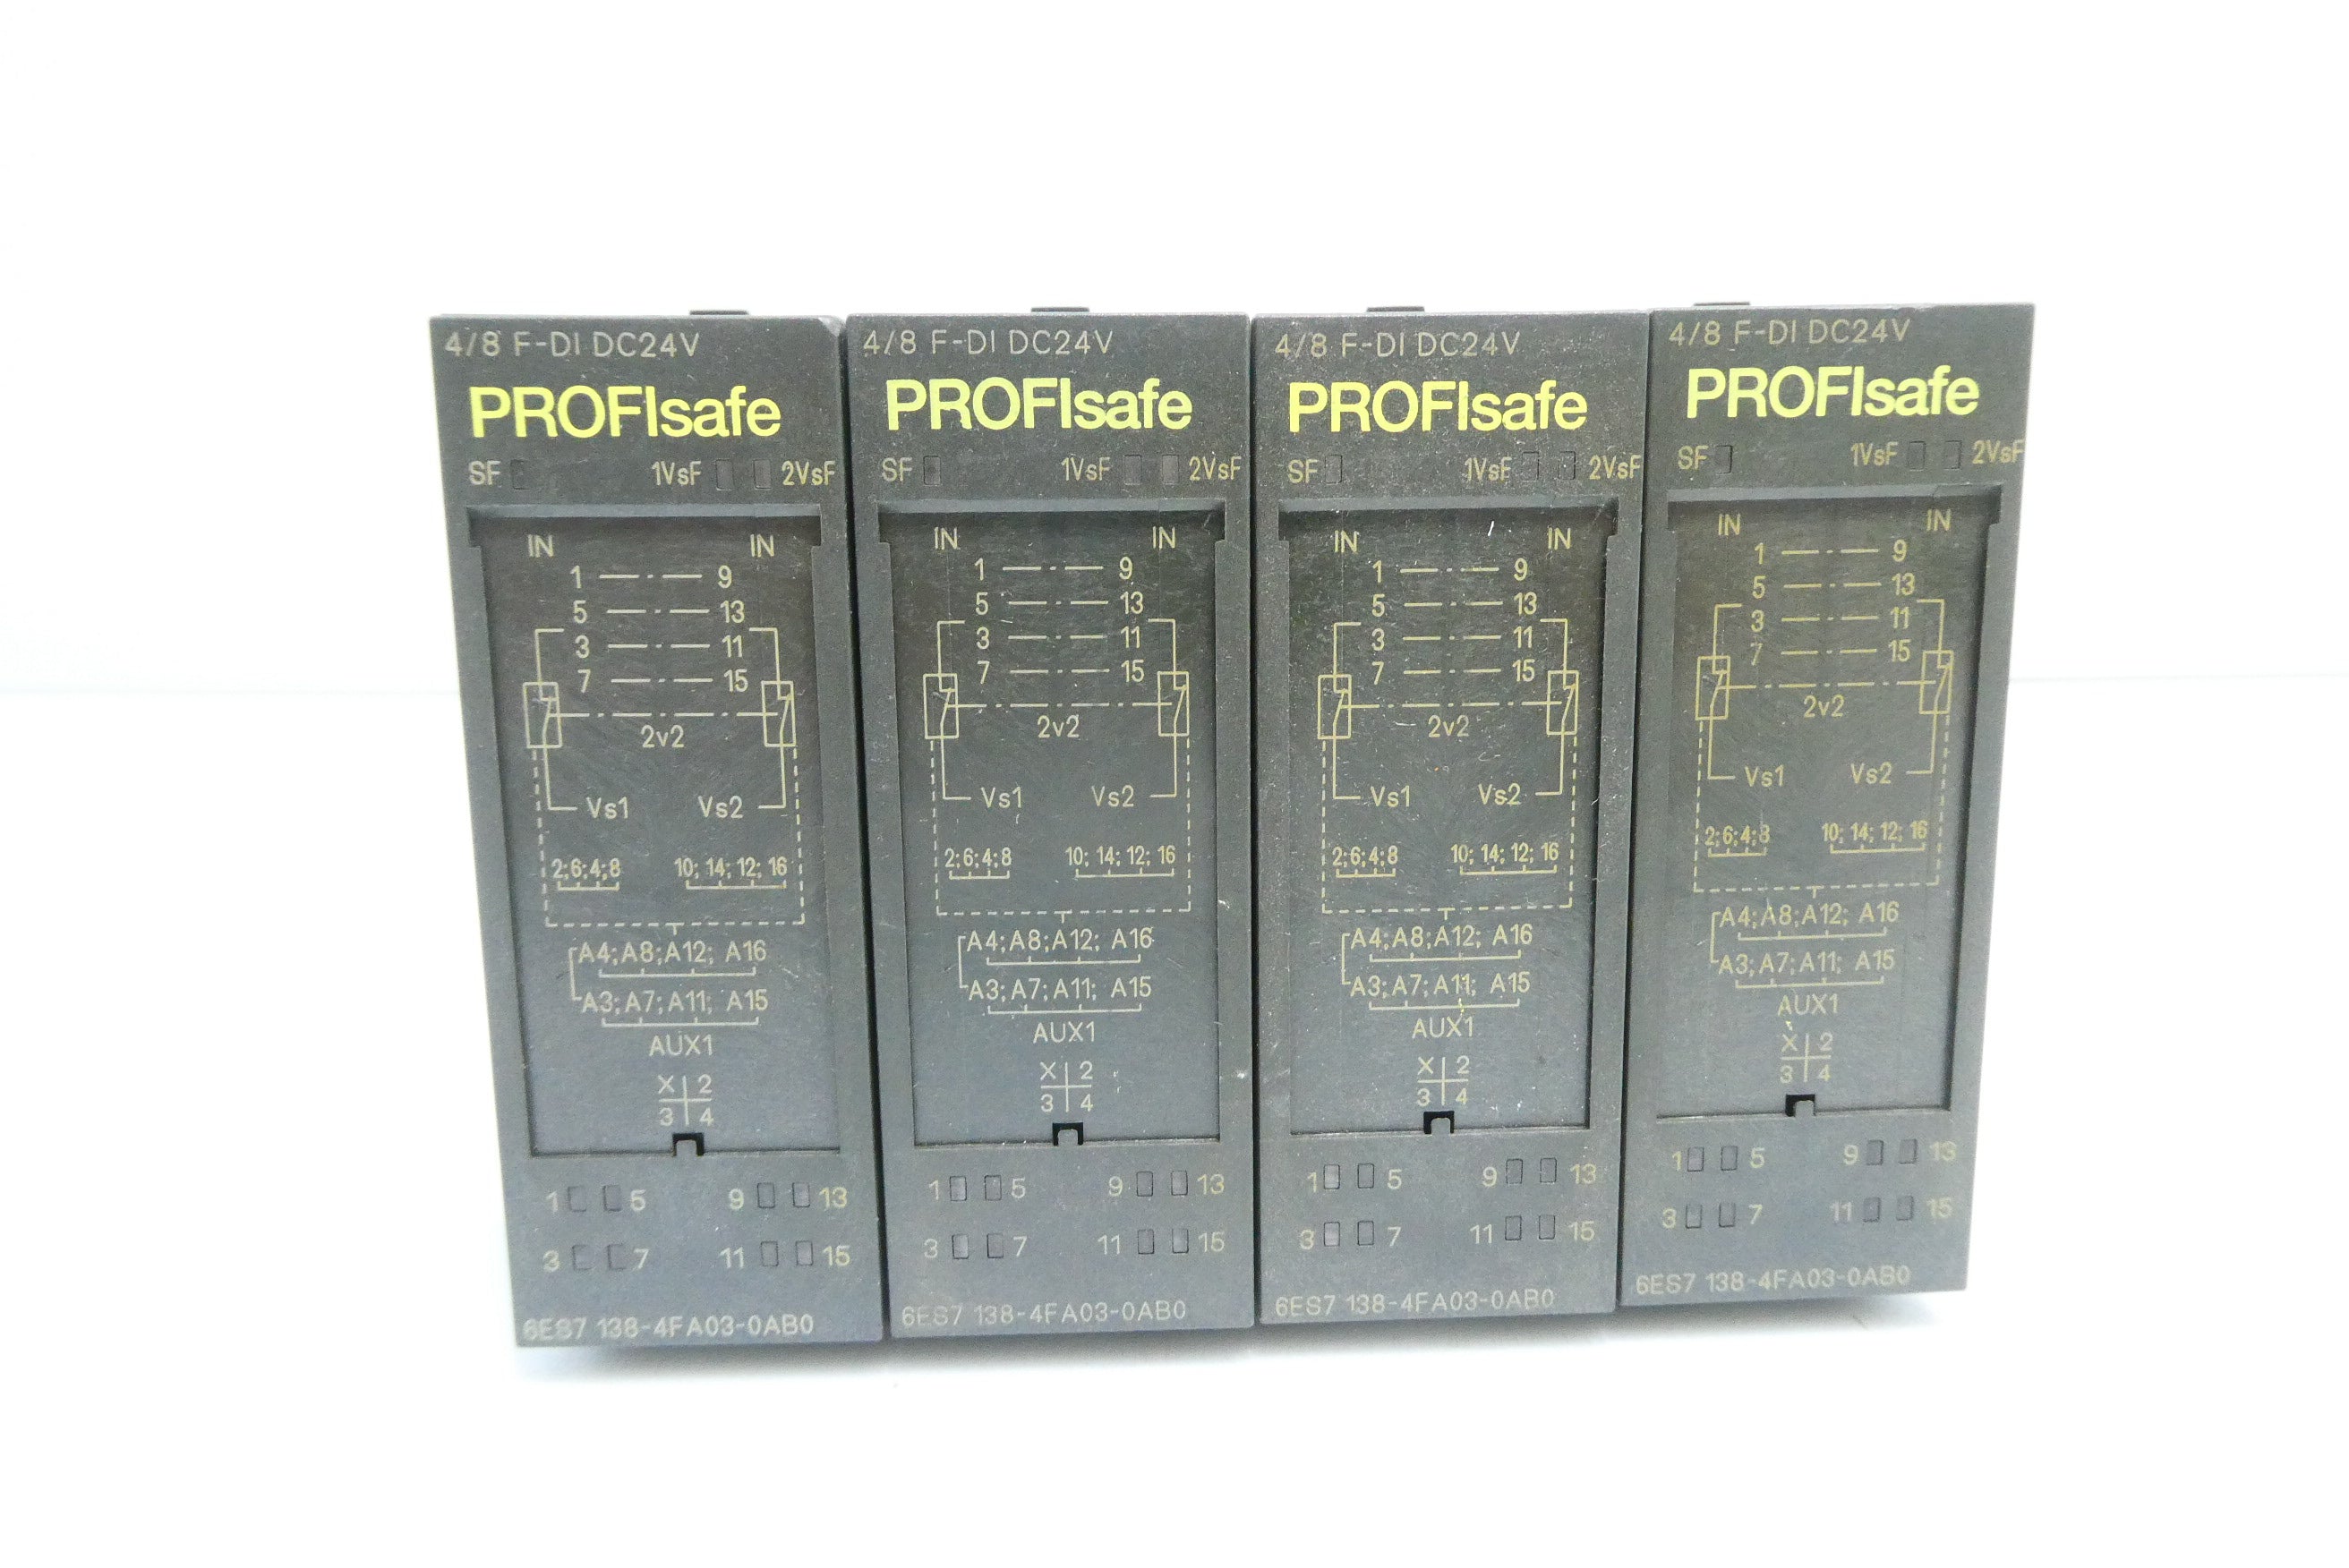 4/8 F-DI DC24V
PROFIsafe
SF 1VsF 2VsF
IN IN
1 9
5 13
3 11
7 15
2v2
Vs1 Vs2
2;6;4;8 10; 14; 12; 16
A4;A8;A12; A16
A3;A7;A11; A15
AUX1
X 2
3 4
1 5 9 13
3 7 11 15
6ES7 138-4FA03-0AB0
4/8 F-DI DC24V
PROFIsafe
SF 1VsF 2VsF
IN IN
1 9
5 13
3 11
7 15
2v2
Vs1 Vs2
2;6;4;8 10; 14; 12; 16
A4;A8;A12; A16
A3;A7;A11; A15
AUX1
X 2
3 4
1 5 9 13
3 7 11 15
6ES7 138-4FA03-0AB0
4/8 F-DI DC24V
PROFIsafe
SF 1VsF 2VsF
IN IN
1 9
5 13
3 11
7 15
2v2
Vs1 Vs2
2;6;4;8 10; 14; 12; 16
A4;A8;A12; A16
A3;A7;A11; A15
AUX1
X 2
3 4
1 5 9 13
3 7 11 15
6ES7 138-4FA03-0AB0
4/8 F-DI DC24V
PROFIsafe
SF 1VsF 2VsF
IN IN
1 9
5 13
3 11
7 15
2v2
Vs1 Vs2
2;6;4;8 10; 14; 12; 16
A4;A8;A12; A16
A3;A7;A11; A15
AUX1
X 2
3 4
1 5 9 13
3 7 11 15
6ES7 138-4FA03-0AB0